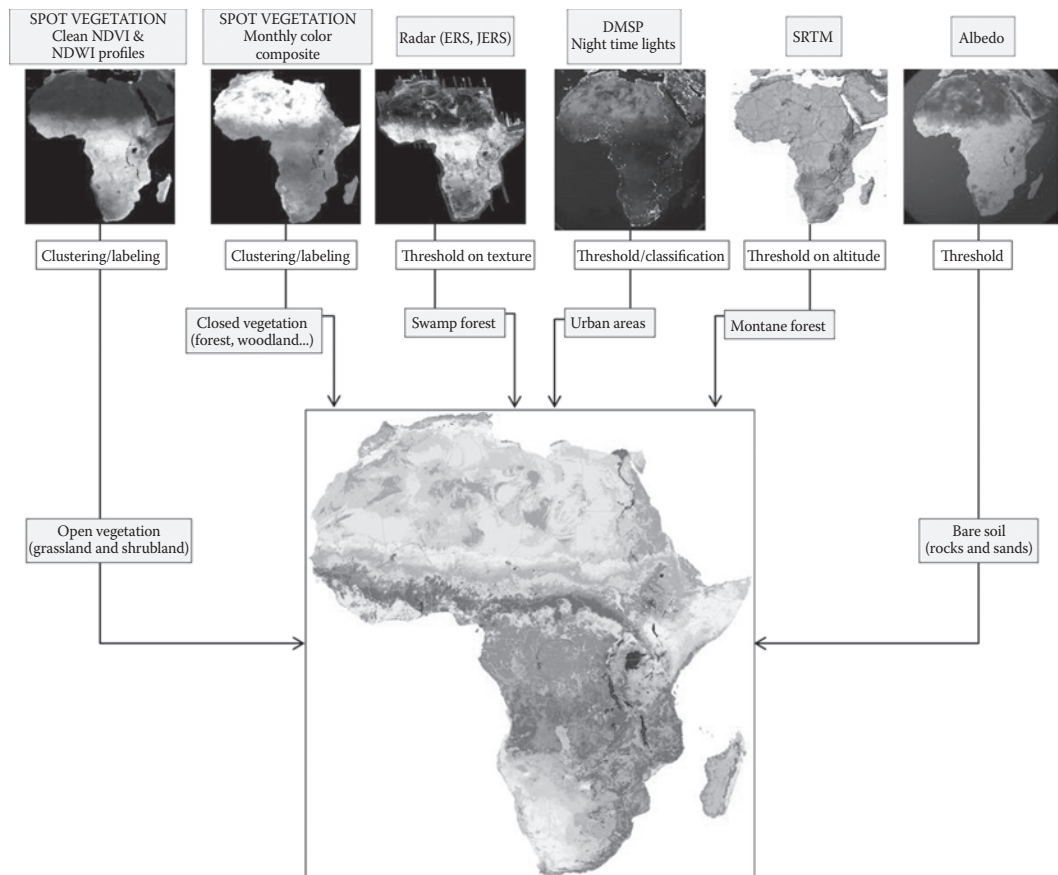 SPOT VEGETATION
Clean NDVI &
NDWI profiles
SPOT VEGETATION
Monthly color
composite
Radar (ERS, JERS)
DMSP
Night time lights
SRTM
Albedo
Clustering/labeling
Clustering/labeling
Threshold on texture
Threshold/classification
Threshold on altitude
Threshold
Closed vegetation
(forest, woodland...)
Swamp forest
Urban areas
Montane forest
Open vegetation
(grassland and shrubland)
Bare soil
(rocks and sands)